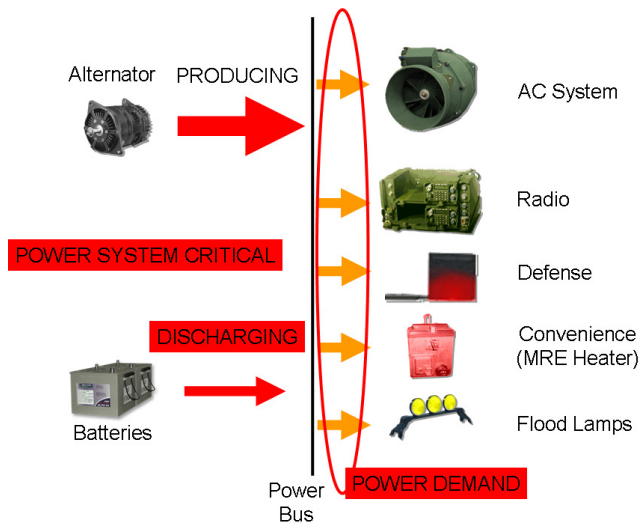 Alternator
PRODUCING
AC System
Radio
POWER SYSTEM CRITICAL
Defense
DISCHARGING
Convenience
(MRE Heater)
Batteries
Flood Lamps
POWER DEMAND
Power
Bus